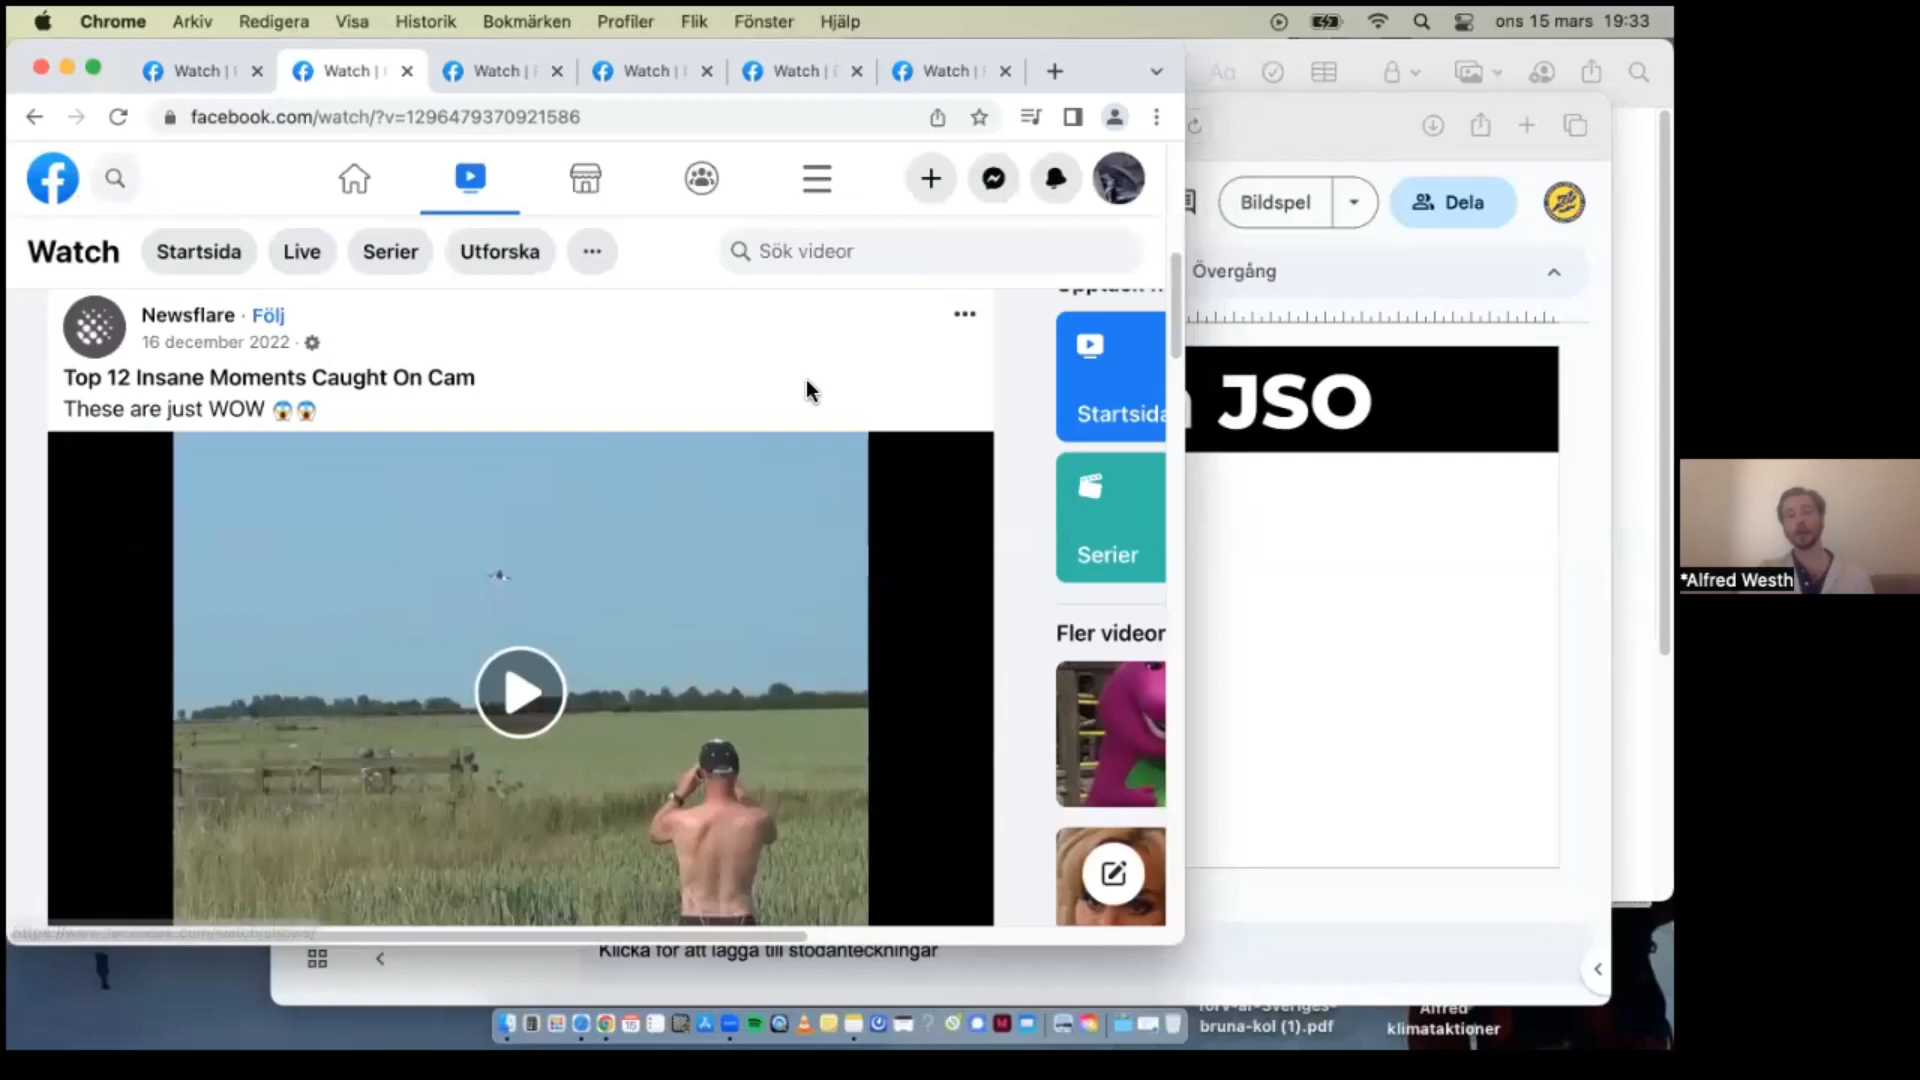 Chrome Arkiv Redigera Visa Historik Bokmärken Profiler Flik Fönster Hjälp ons 15 mars 19:33
Watch | Watch | Watch | Watch | Watch | Watch |
facebook.com/watch/?v=1296479370921586
Bildspel Dela
Watch Startsida Live Serier Utforska Sök videor
Övergång
Newsflare · Följ
16 december 2022 ·
Top 12 Insane Moments Caught On Cam
These are just WOW 😱😱
Startsida
JSO
Serier
Fler videor
*Alfred Westh
Klicka för att lägga till stödanteckningar
bruna-kol (1).pdf
Alfred
klimataktioner